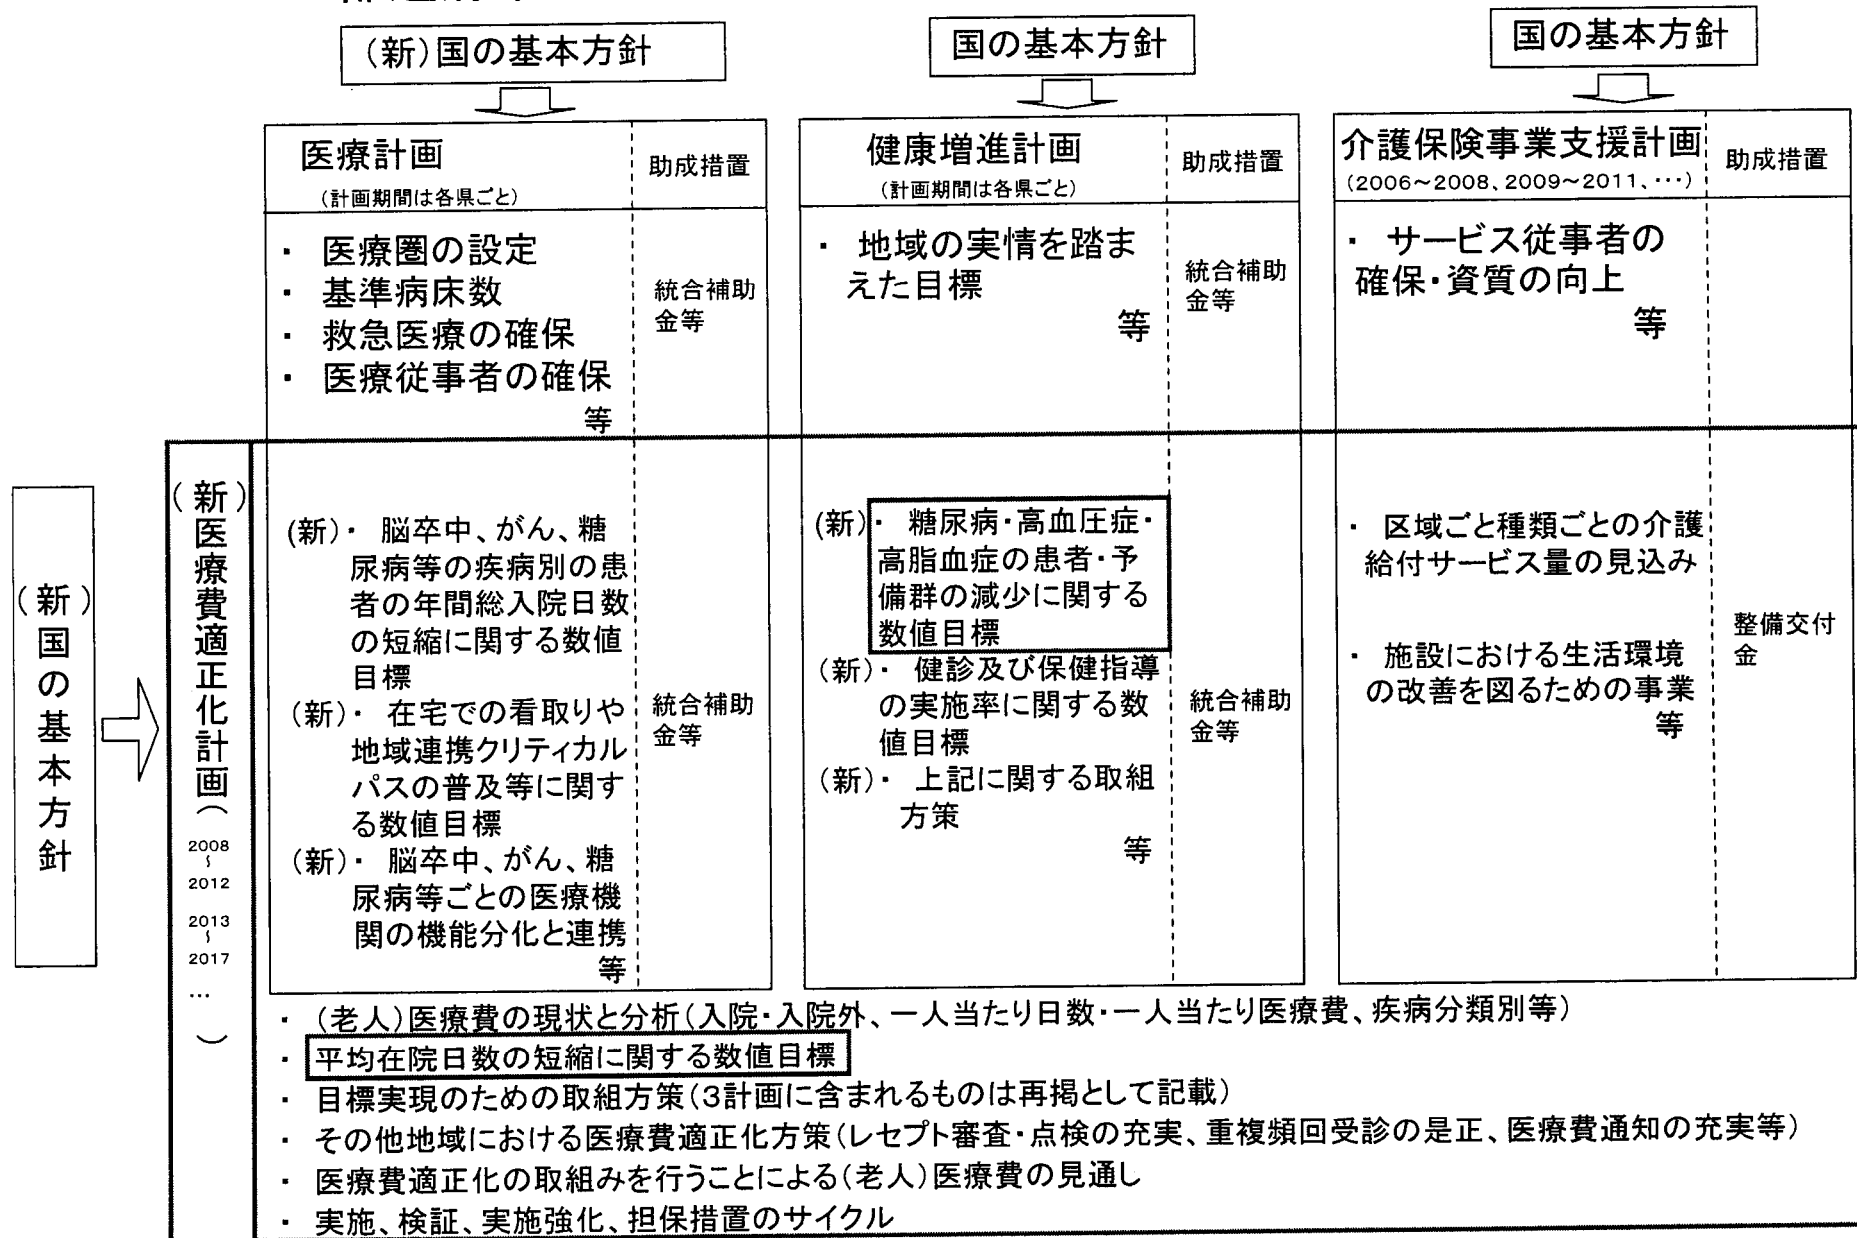 (新)国の基本方針
国の基本方針
国の基本方針
医療計画
(計画期間は各県ごと)
助成措置
・ 医療圏の設定
・ 基準病床数
・ 救急医療の確保
・ 医療従事者の確保
等
統合補助
金等
健康増進計画
(計画期間は各県ごと)
助成措置
・ 地域の実情を踏ま
えた目標
等
統合補助
金等
介護保険事業支援計画
(2006～2008、2009～2011、・・・)
助成措置
・ サービス従事者の
確保・資質の向上
等
(新)国の基本方針
(新)医療費適正化計画(2008～2012 2013～2017 …)
(新)・ 脳卒中、がん、糖
尿病等の疾病別の患
者の年間総入院日数
の短縮に関する数値
目標
(新)・ 在宅での看取りや
地域連携クリティカル
パスの普及等に関す
る数値目標
(新)・ 脳卒中、がん、糖
尿病等ごとの医療機
関の機能分化と連携
等
統合補助
金等
(新)・ 糖尿病・高血圧症・
高脂血症の患者・予
備群の減少に関する
数値目標
(新)・ 健診及び保健指導
の実施率に関する数
値目標
(新)・ 上記に関する取組
方策
等
統合補助
金等
・ 区域ごと種類ごとの介護
給付サービス量の見込み
・ 施設における生活環境
の改善を図るための事業
等
整備交付
金
・ (老人)医療費の現状と分析(入院・入院外、一人当たり日数・一人当たり医療費、疾病分類別等)
・ 平均在院日数の短縮に関する数値目標
・ 目標実現のための取組方策(3計画に含まれるものは再掲として記載)
・ その他地域における医療費適正化方策(レセプト審査・点検の充実、重複頻回受診の是正、医療費通知の充実等)
・ 医療費適正化の取組みを行うことによる(老人)医療費の見通し
・ 実施、検証、実施強化、担保措置のサイクル